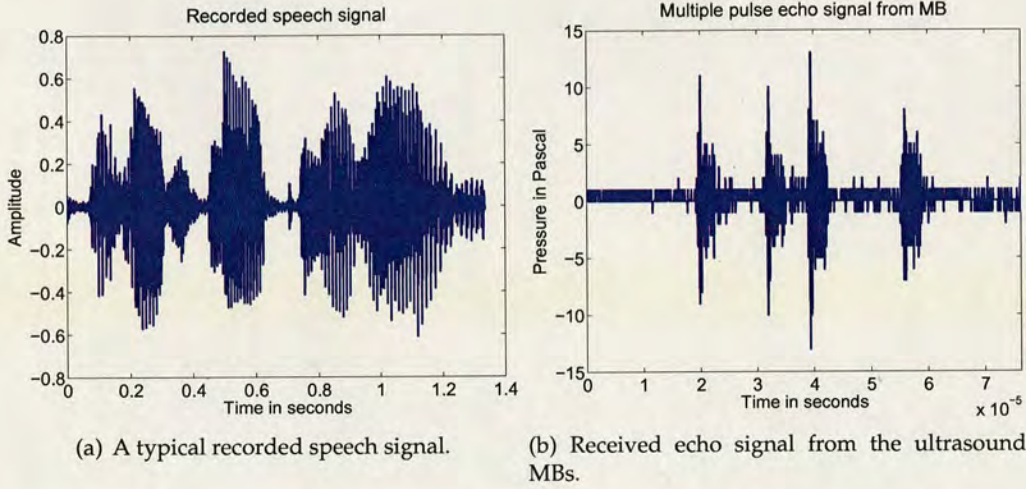 Recorded speech signal
0.8
0.6
0.4
0.2
0
−0.2
−0.4
−0.6
−0.8
Amplitude
0 0.2 0.4 0.6 0.8 1 1.2 1.4
Time in seconds
(a) A typical recorded speech signal.
Multiple pulse echo signal from MB
15
10
5
0
−5
−10
−15
Pressure in Pascal
0 1 2 3 4 5 6 7
Time in seconds
x 10⁻⁵
(b) Received echo signal from the ultrasound
MBs.